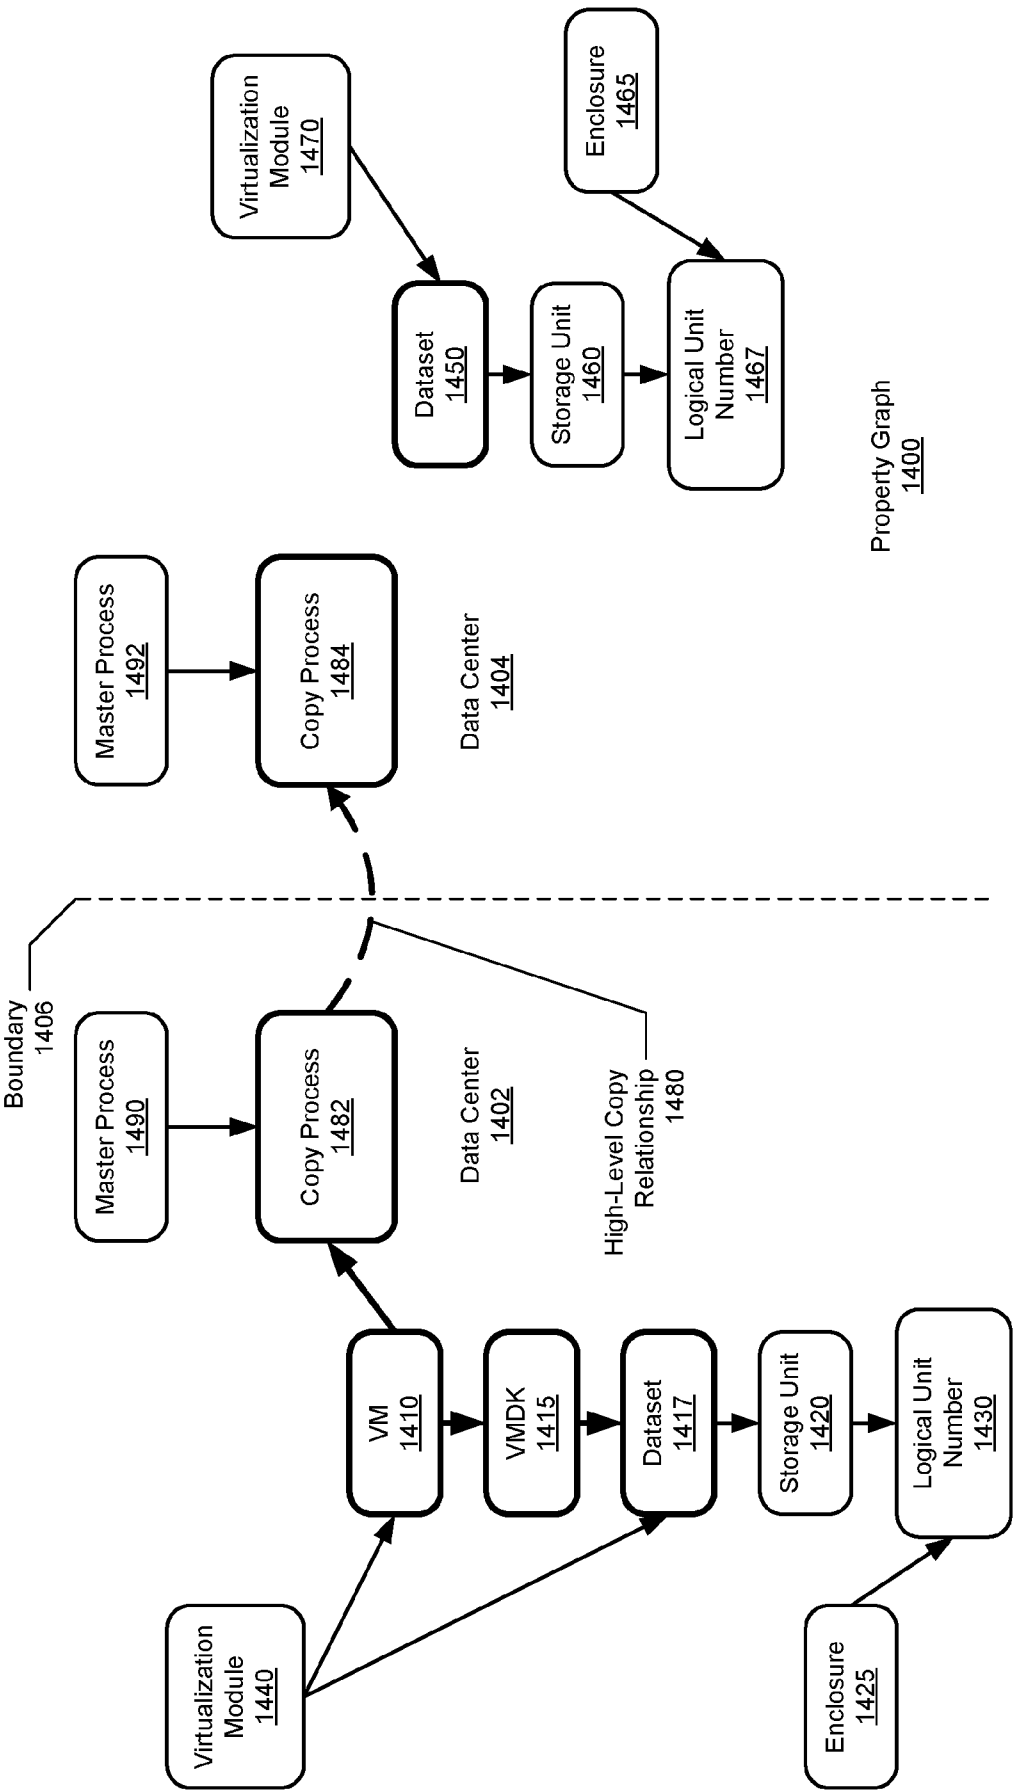 Boundary
1406
Master Process
1490
Master Process
1492
Virtualization
Module
1440
Virtualization
Module
1470
Copy Process
1482
Copy Process
1484
VM
1410
VMDK
1415
Dataset
1417
Storage Unit
1420
Logical Unit
Number
1430
Enclosure
1425
Data Center
1402
Data Center
1404
High-Level Copy
Relationship
1480
Dataset
1450
Storage Unit
1460
Logical Unit
Number
1467
Enclosure
1465
Property Graph
1400